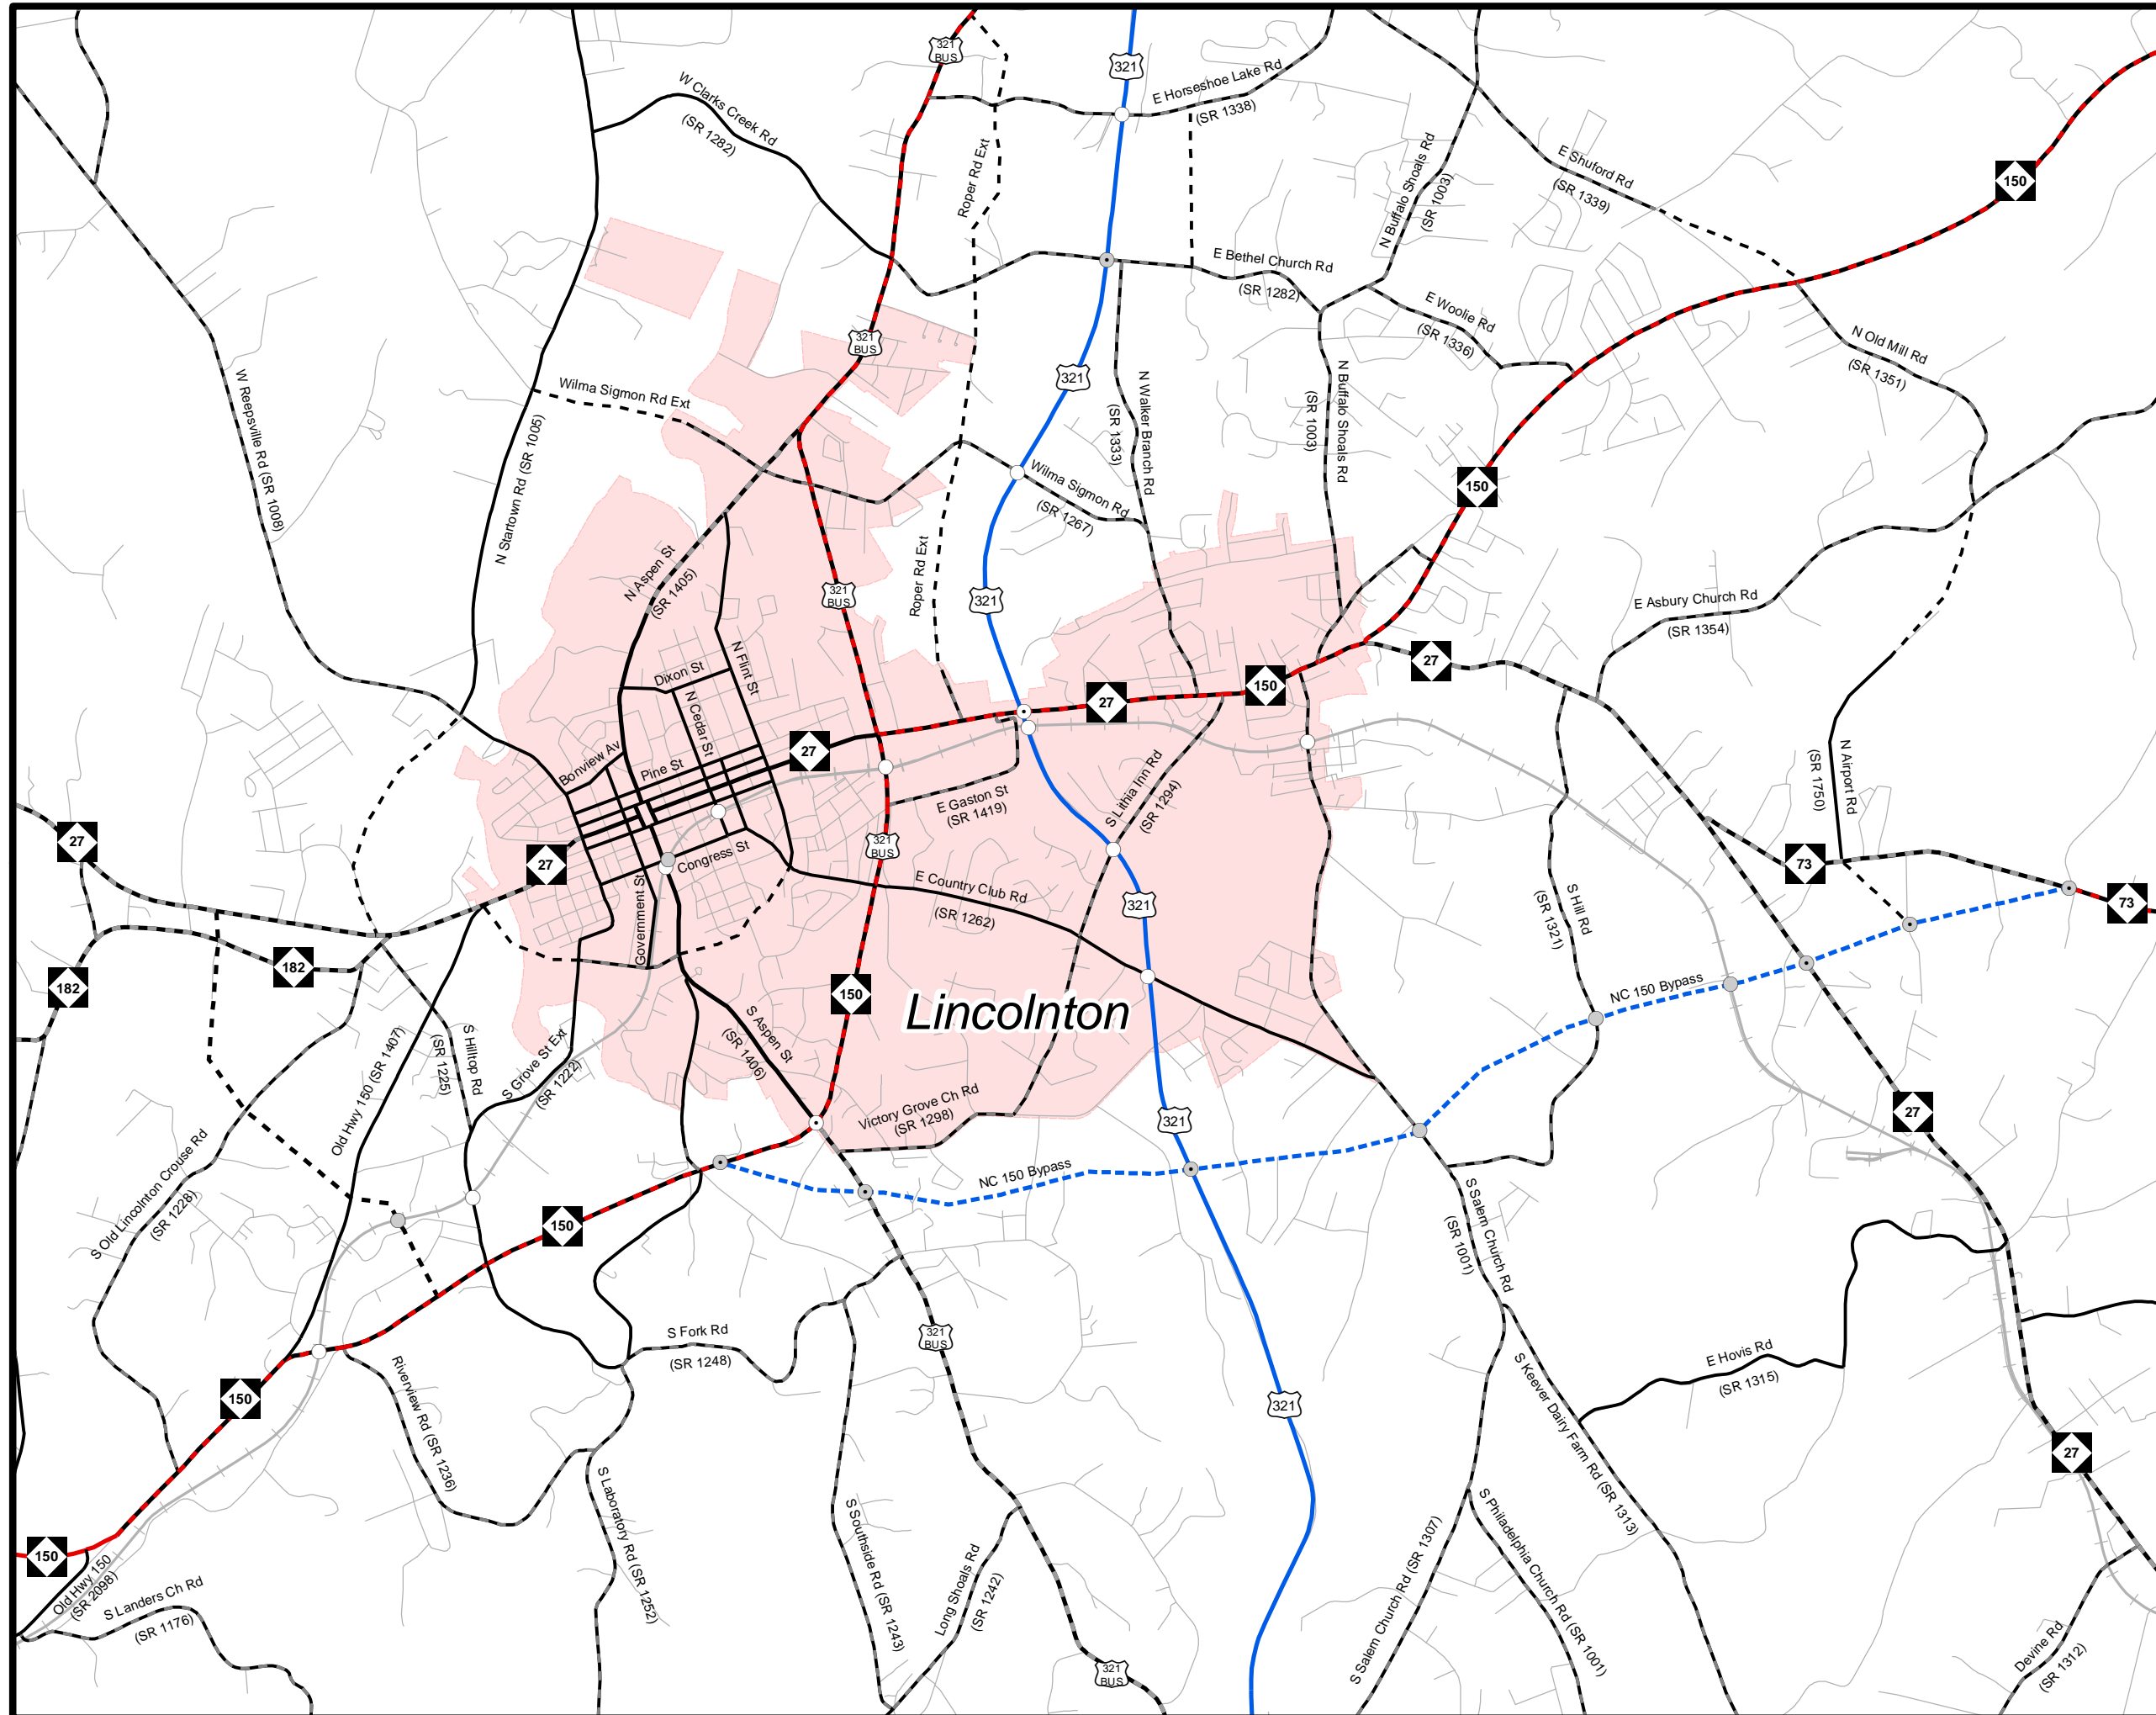 321
BUS
321
E Horseshoe Lake Rd
(SR 1338)
W Clarks Creek Rd
(SR 1282)
Roper Rd Ext
N Buffalo Shoals Rd
(SR 1003)
E Shuford Rd
(SR 1339)
150
E Bethel Church Rd
(SR 1282)
E Woolie Rd
(SR 1336)
N Old Mill Rd
(SR 1351)
321
BUS
321
W Reepsville Rd (SR 1008)
Wilma Sigmon Rd Ext
N Startown Rd (SR 1005)
N Walker Branch Rd
(SR 1333)
N Buffalo Shoals Rd
(SR 1003)
Wilma Sigmon Rd
(SR 1267)
150
N Aspen St
(SR 1405)
321
BUS
Roper Rd Ext
321
E Asbury Church Rd
(SR 1354)
N Flint St
Dixon St
N Cedar St
27
150
27
27
Bonview Av
Pine St
E Gaston St
(SR 1419)
S Lithia Inn Rd
(SR 1294)
N Airport Rd
(SR 1750)
27
27
Congress St
321
BUS
73
73
E Country Club Rd
(SR 1262)
321
S Hill Rd
(SR 1321)
Government St
182
182
150
Lincolnton
NC 150 Bypass
S Aspen St
(SR 1406)
Old Hwy 150 (SR 1407)
S Hilltop Rd
(SR 1225)
S Grove St Ext
(SR 1222)
Victory Grove Ch Rd
(SR 1298)
321
27
S Old Lincolnton Crouse Rd
(SR 1228)
NC 150 Bypass
150
S Salem Church Rd
(SR 1001)
S Fork Rd
(SR 1248)
321
BUS
E Hovis Rd
(SR 1315)
150
Riverview Rd (SR 1236)
321
S Keever Dairy Farm Rd (SR 1313)
27
S Laboratory Rd (SR 1252)
S Southside Rd (SR 1243)
Long Shoals Rd
(SR 1242)
S Salem Church Rd (SR 1307)
S Philadelphia Church Rd (SR 1001)
150
Old Hwy 150
(SR 2098)
S Landers Ch Rd
(SR 1176)
321
BUS
Devine Rd
(SR 1312)